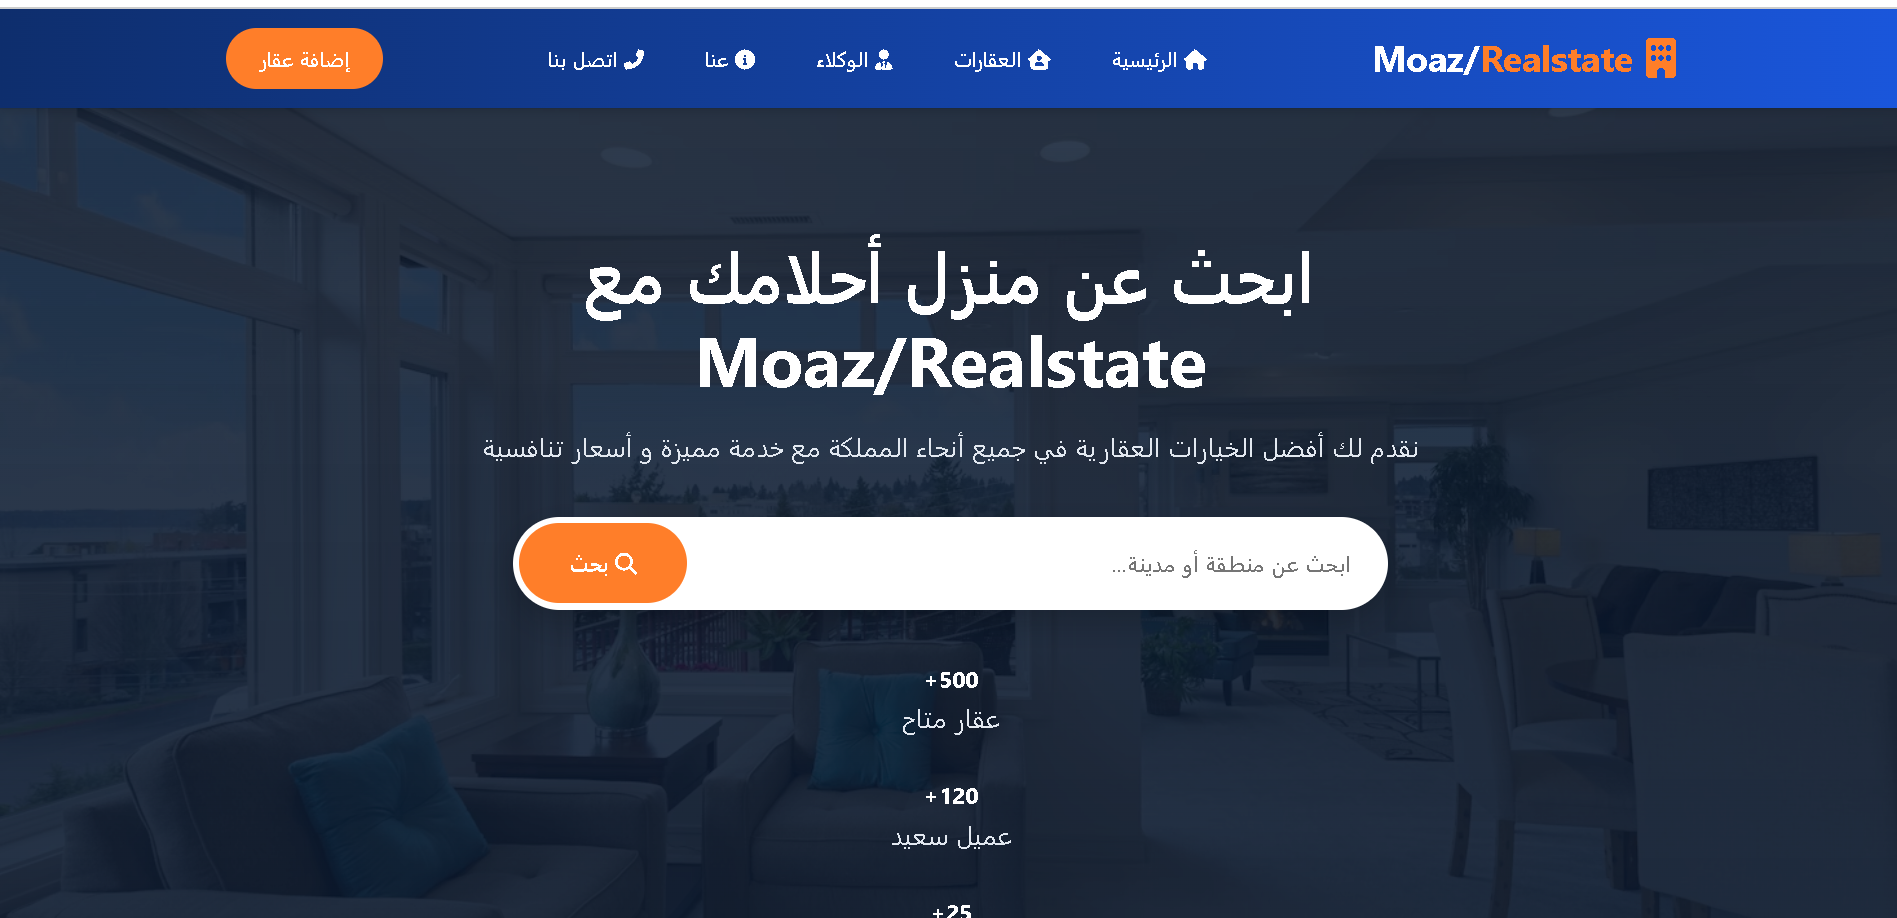 Moaz/Realstate
الرئيسية
العقارات
الوكلاء
عنا
اتصل بنا
إضافة عقار
ابحث عن منزل أحلامك مع
Moaz/Realstate
نقدم لك أفضل الخيارات العقارية في جميع أنحاء المملكة مع خدمة مميزة و أسعار تنافسية
ابحث عن منطقة أو مدينة...
بحث
+500
عقار متاح
+120
عميل سعيد
+25